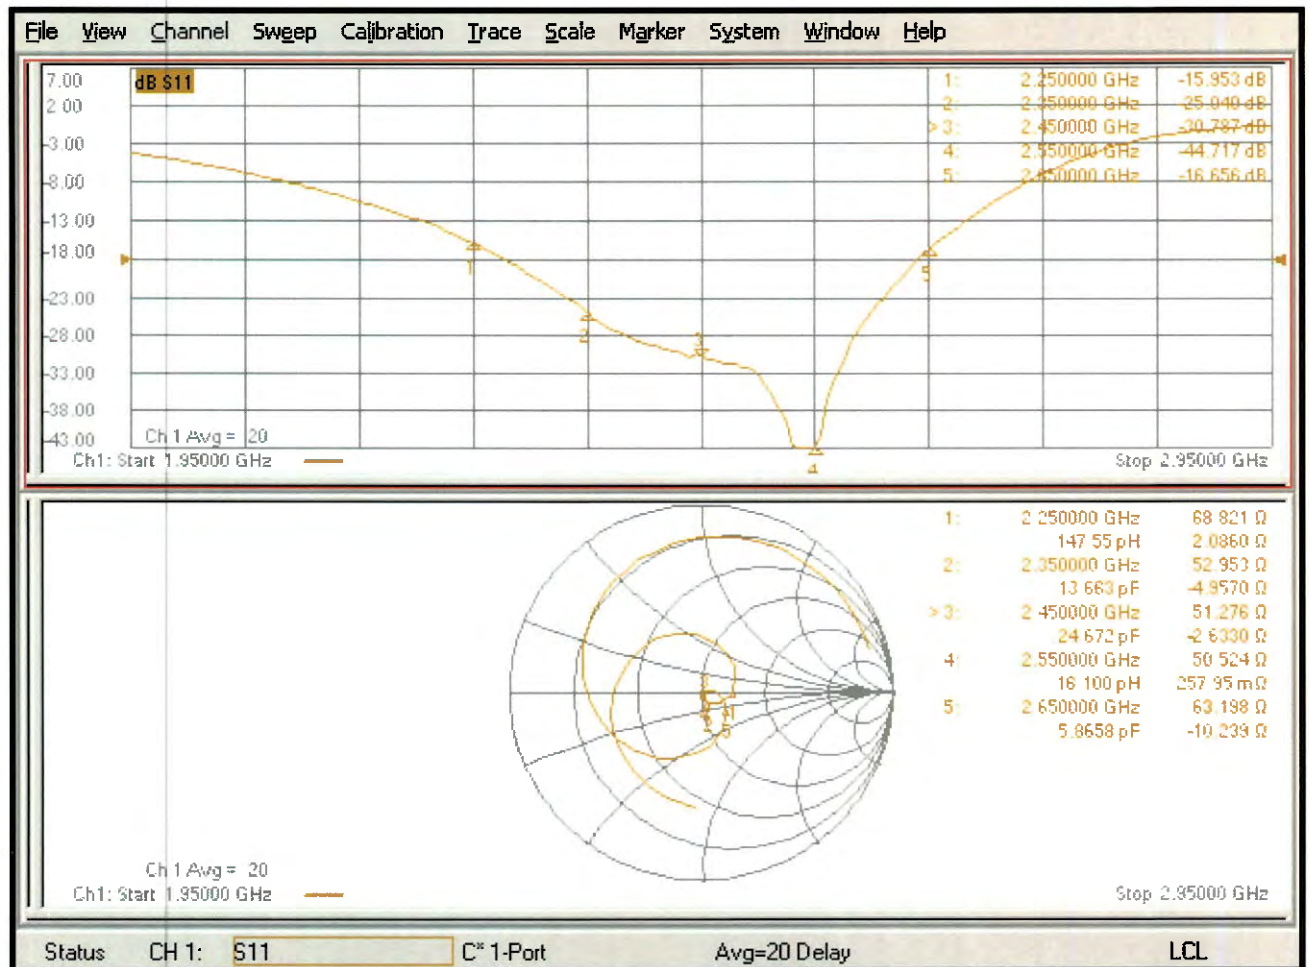 File View Channel Sweep Calibration Trace Scale Marker System Window Help
dB S11
7.00
2.00
-3.00
-8.00
-13.00
-18.00
-23.00
-28.00
-33.00
-38.00
-43.00
1: 2.250000 GHz -15.953 dB
2: 2.350000 GHz -25.040 dB
> 3: 2.450000 GHz -30.787 dB
4: 2.550000 GHz -44.717 dB
5: 2.650000 GHz -16.656 dB
1
2
3
4
5
Ch 1 Avg = 20
Ch1: Start 1.95000 GHz
Stop 2.95000 GHz
1: 2.250000 GHz 68.821 Ω
147.55 pH 2.0860 Ω
2: 2.350000 GHz 52.953 Ω
13.663 pF -4.9570 Ω
> 3: 2.450000 GHz 51.276 Ω
24.672 pF -2.6330 Ω
4: 2.550000 GHz 50.524 Ω
16.100 pH 257.95 mΩ
5: 2.650000 GHz 63.198 Ω
5.8658 pF -10.239 Ω
Ch 1 Avg = 20
Ch1: Start 1.95000 GHz
Stop 2.95000 GHz
Status CH 1: S11 C* 1-Port Avg=20 Delay LCL